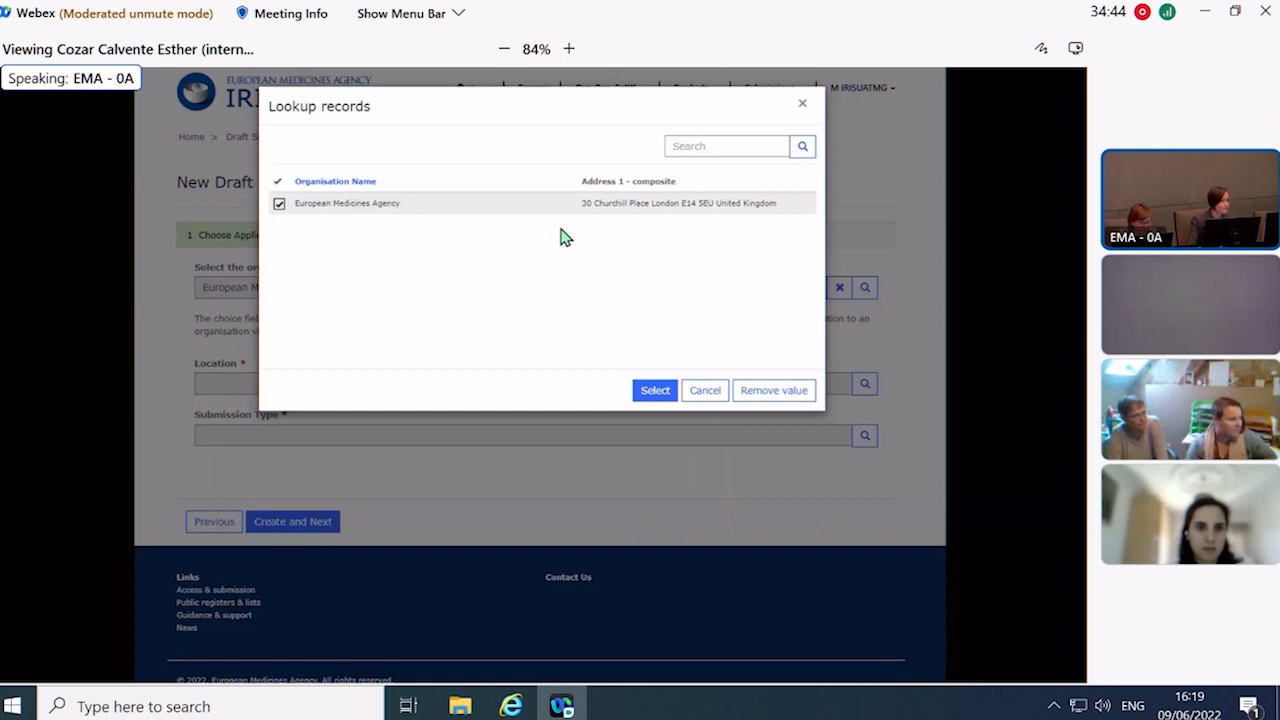 Webex (Moderated unmute mode) Meeting Info Show Menu Bar 34:44
Viewing Cozar Calvente Esther (intern... 84%
Speaking: EMA - 0A
EUROPEAN MEDICINES AGENCY
IRI
M IRISUATMG
Home > Draft S
Lookup records
Search
New Draft
Organisation Name Address 1 - composite
European Medicines Agency 30 Churchill Place London E14 5EU United Kingdom
1 Choose Appli
Select the or
European M
The choice fiel
tion to an
organisation vi
Location *
Select Cancel Remove value
Submission Type *
Previous Create and Next
Links Contact Us
Access & submission
Public registers & lists
Guidance & support
News
© 2022, European Medicines Agency. All rights reserved.
EMA - 0A
Type here to search
ENG
16:19
09/06/2022
1